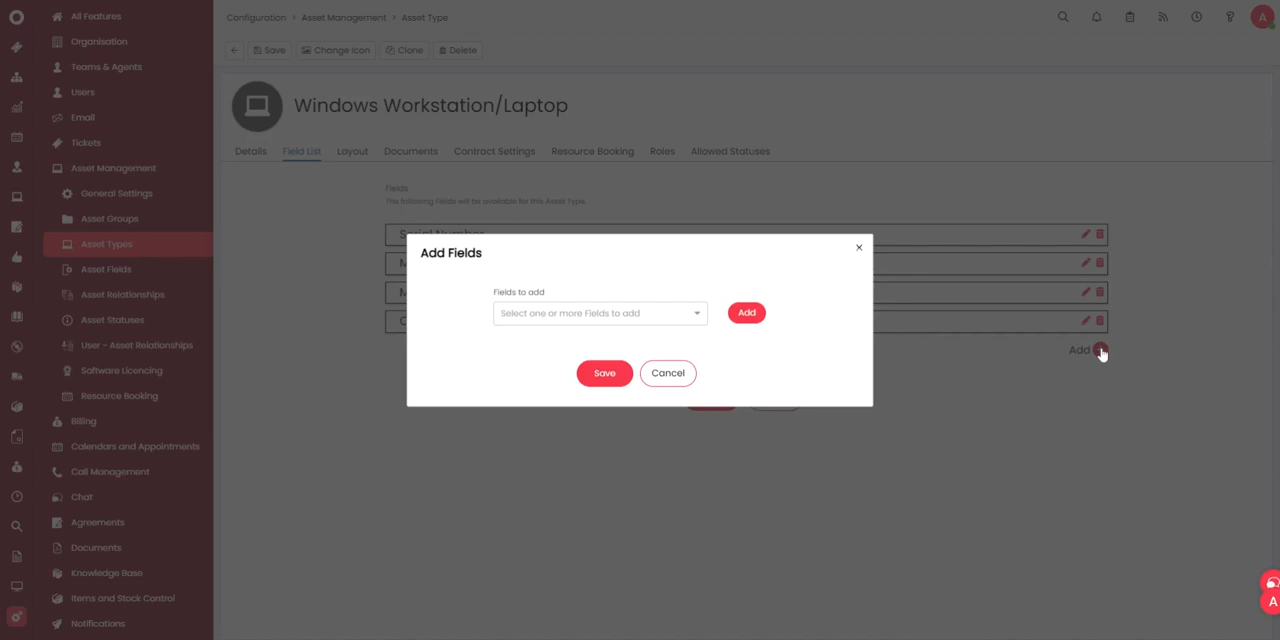 All Features
Organisation
Teams & Agents
Users
Email
Tickets
Asset Management
General Settings
Asset Groups
Asset Types
Asset Fields
Asset Relationships
Asset Statuses
User - Asset Relationships
Software Licencing
Resource Booking
Billing
Calendars and Appointments
Call Management
Chat
Agreements
Documents
Knowledge Base
Items and Stock Control
Notifications
Configuration > Asset Management > Asset Type
A
Save Change Icon Clone Delete
Windows Workstation/Laptop
Details Field List Layout Documents Contract Settings Resource Booking Roles Allowed Statuses
Fields
The following Fields will be available for this Asset Type.
Serial Number
Add
Add Fields
Fields to add
Select one or more Fields to add
Add
Save Cancel
A